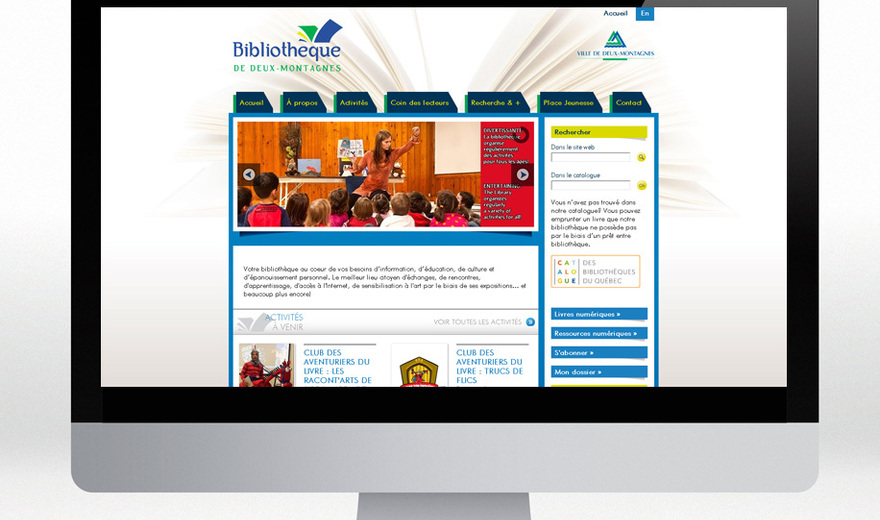 Accueil
En
Bibliothèque
DE DEUX-MONTAGNES
VILLE DE DEUX-MONTAGNES
Accueil
À propos
Activités
Coin des lecteurs
Recherche & +
Place Jeunesse
Contact
DIVERTISSANTE
La bibliothèque
organise
régulièrement
des activités
pour tous les âges!
ENTERTAINING
The Library
organizes
regularly
a variety of
activities for all!
Rechercher
Dans le site web
Dans le catalogue
OK
Vous n'avez pas trouvé dans
notre catalogue? Vous pouvez
emprunter un livre que notre
bibliothèque ne possède pas
par le biais d'un prêt entre
bibliothèque.
CAT
ALO
GUE
DES
BIBLIOTHÈQUES
DU QUÉBEC
Votre bibliothèque au coeur de vos besoins d'information, d'éducation, de culture et
d'épanouissement personnel. Le meilleur lieu citoyen d'échanges, de rencontres,
d'apprentissage, d'accès à l'Internet, de sensibilisation à l'art par le biais de ses expositions... et
beaucoup plus encore!
ACTIVITÉS
À VENIR
VOIR TOUTES LES ACTIVITÉS
CLUB DES
AVENTURIERS DU
LIVRE : LES
RACONT'ARTS DE
CLUB DES
AVENTURIERS DU
LIVRE : TRUCS DE
FLICS
Livres numériques »
Ressources numériques »
S'abonner »
Mon dossier »